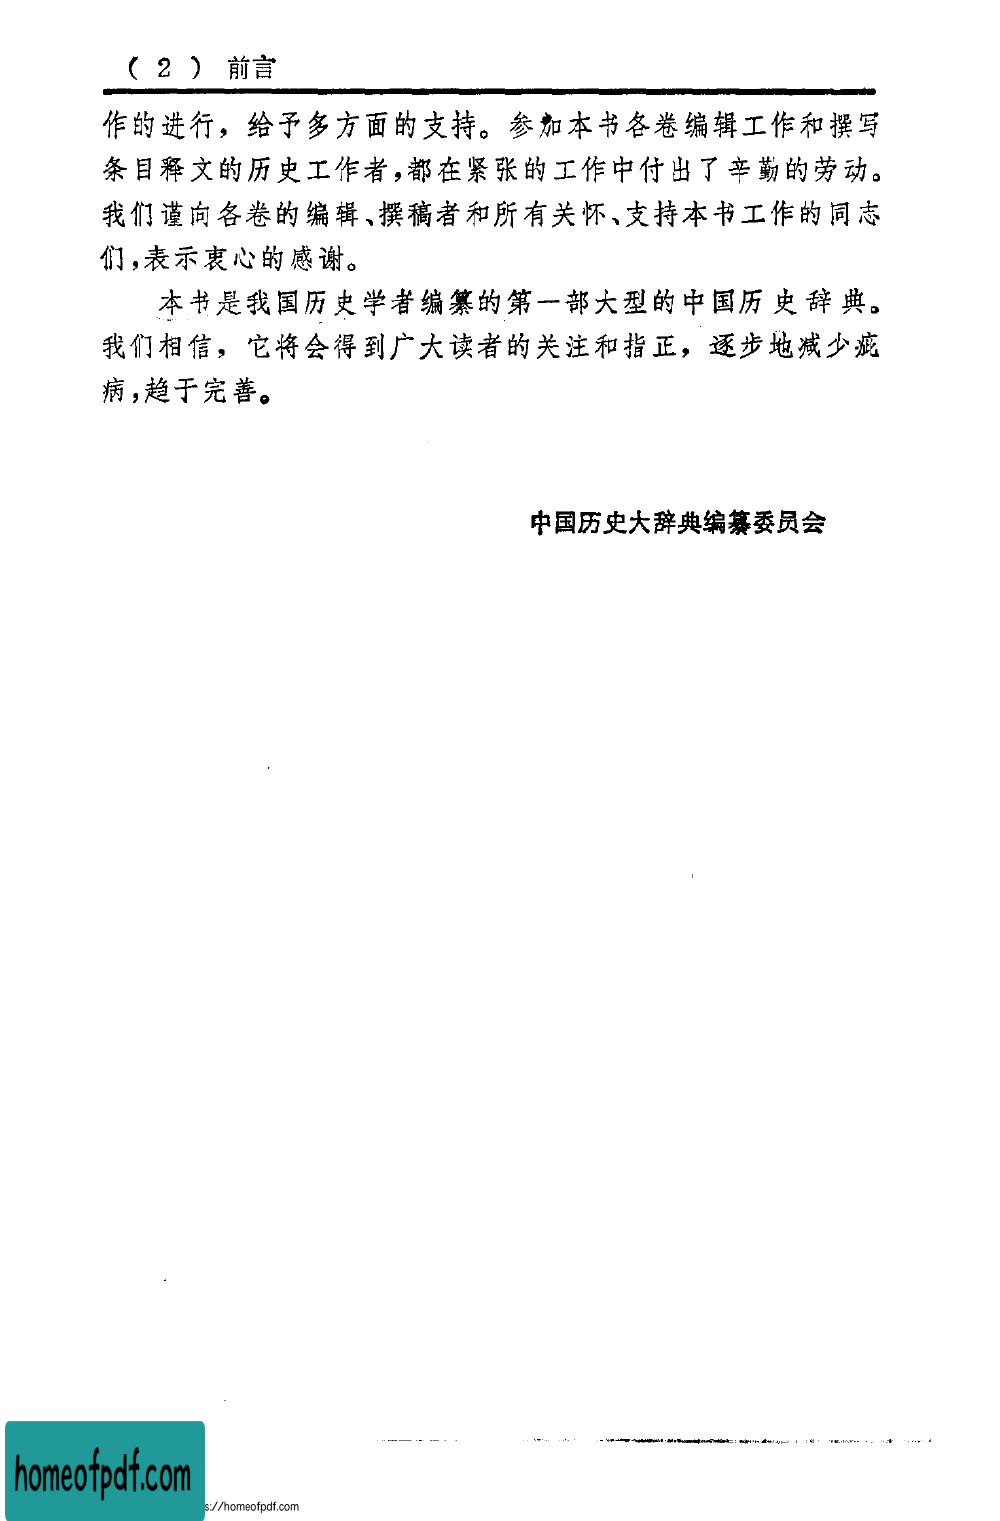 （2） 前言
作的进行，给予多方面的支持。参加本书各卷编辑工作和撰写
条目释文的历史工作者，都在紧张的工作中付出了辛勤的劳动。
我们谨向各卷的编辑、撰稿者和所有关怀、支持本书工作的同志
们，表示衷心的感谢。
本书是我国历史学者编纂的第一部大型的中国历史辞典。
我们相信，它将会得到广大读者的关注和指正，逐步地减少疵
病，趋于完善。
中国历史大辞典编纂委员会
homeofpdf.com
s://homeofpdf.com